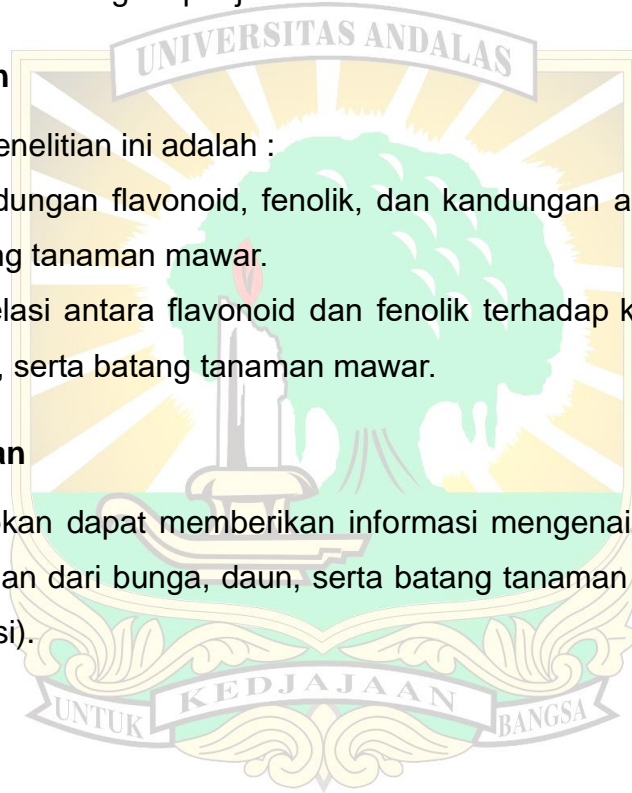 UNIVERSITAS ANDALAS
n
enelitian ini adalah :
dungan flavonoid, fenolik, dan kandungan a
ng tanaman mawar.
elasi antara flavonoid dan fenolik terhadap k
, serta batang tanaman mawar.
an
okan dapat memberikan informasi mengenai
an dari bunga, daun, serta batang tanaman
si).
UNTUK KEDJAJAAN BANGSA